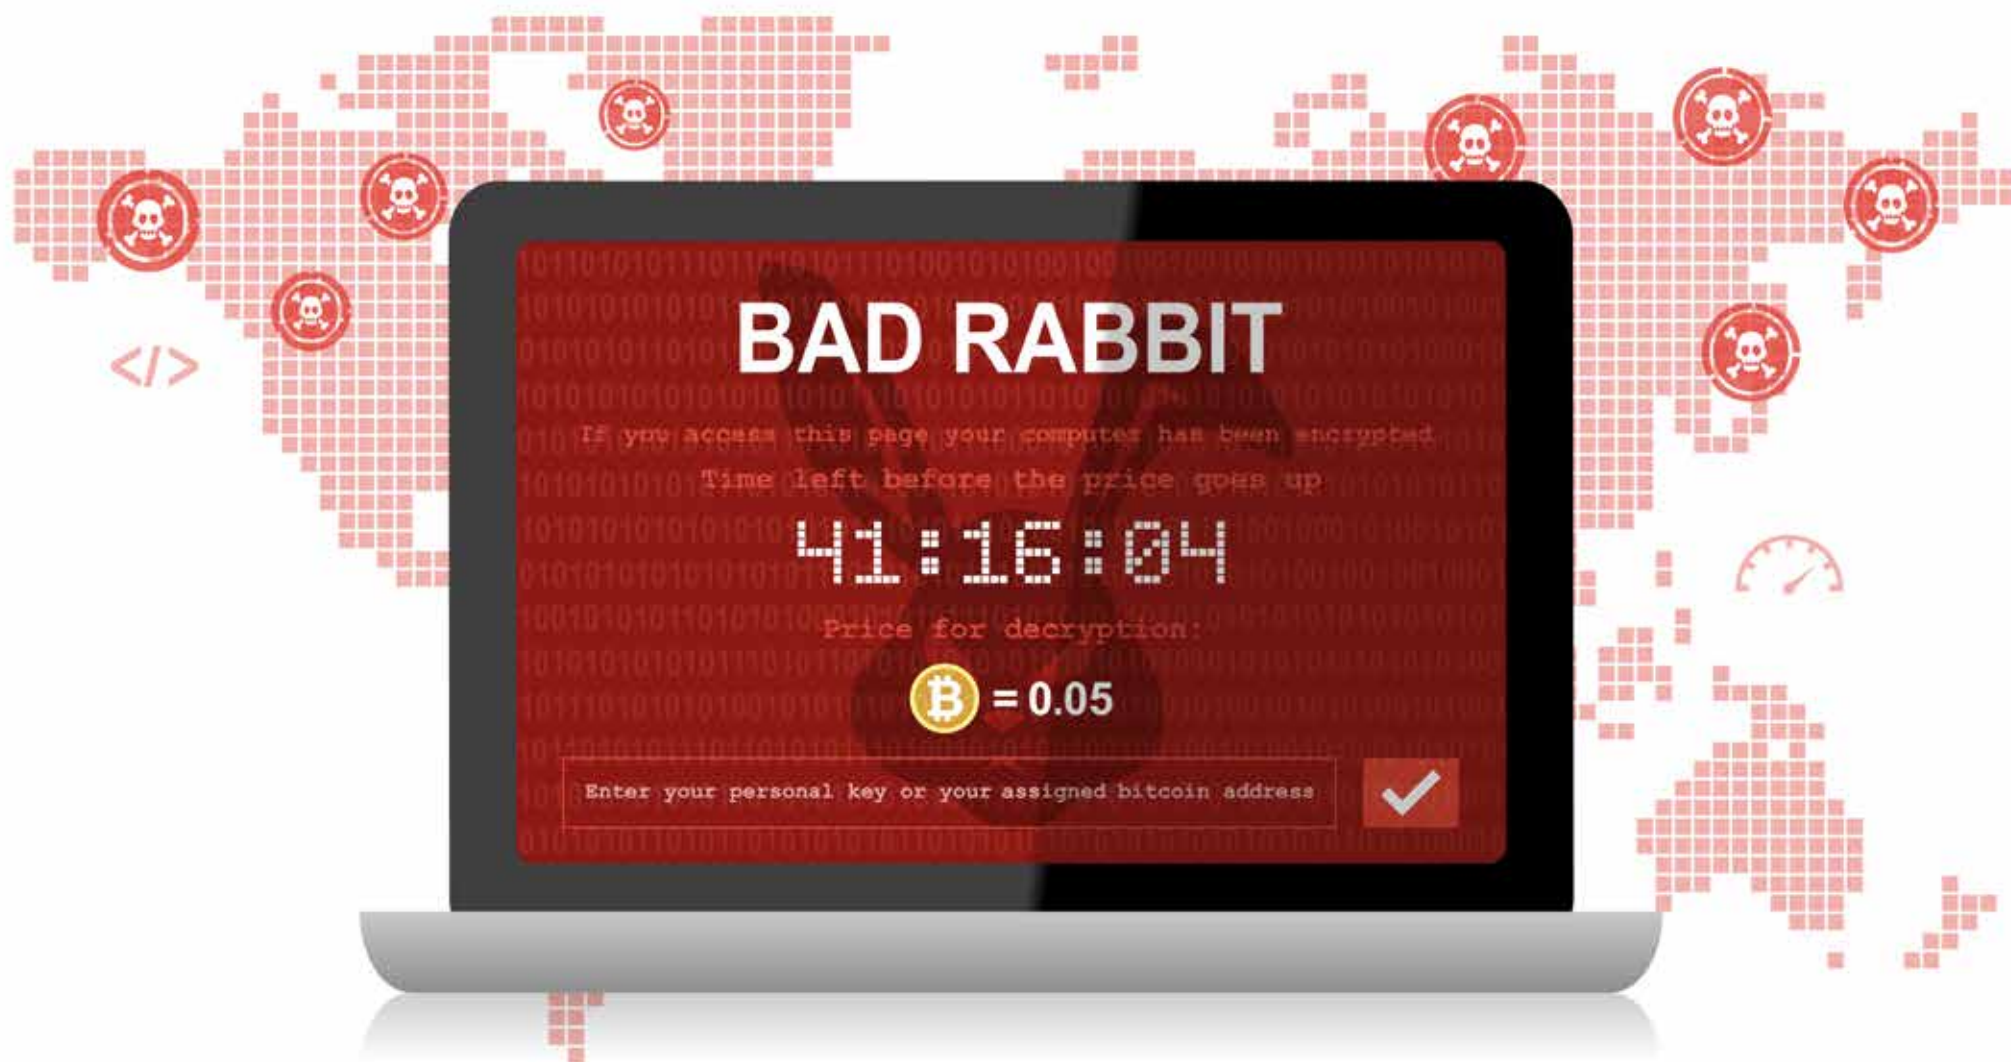 BAD RABBIT
If you access this page your computer has been encrypted
Time left before the price goes up
41:16:04
Price for decryption:
= 0.05
Enter your personal key or your assigned bitcoin address
</>